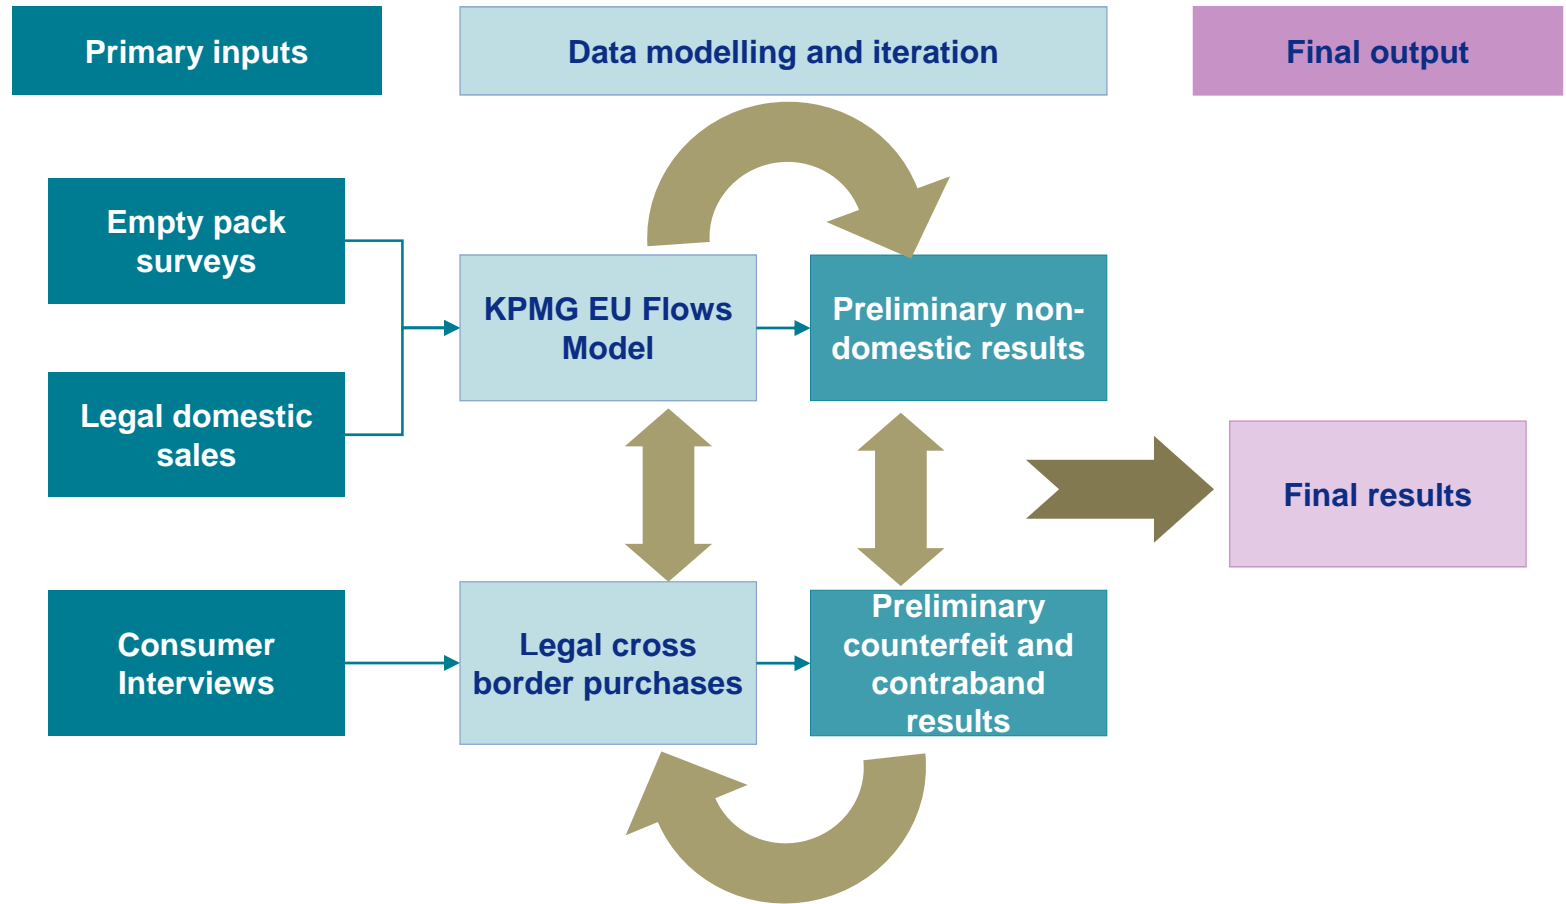 Primary inputs
Data modelling and iteration
Final output
Empty pack
surveys
Legal domestic
sales
KPMG EU Flows
Model
Preliminary non-
domestic results
Final results
Consumer
Interviews
Legal cross
border purchases
Preliminary
counterfeit and
contraband
results